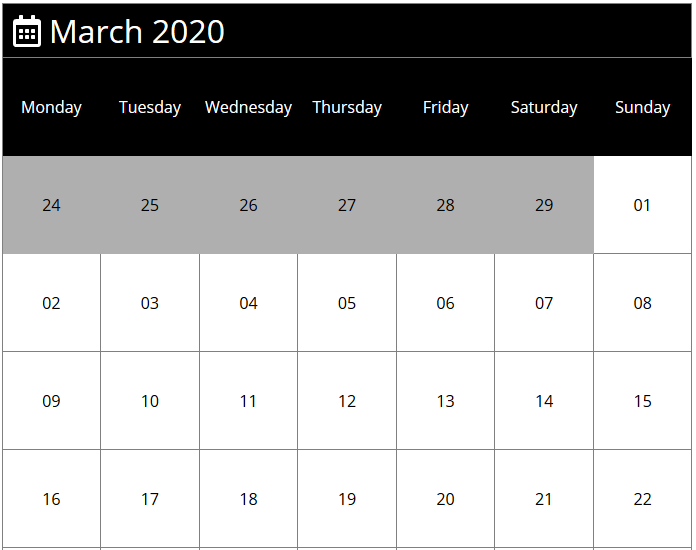 March 2020
Monday Tuesday Wednesday Thursday Friday Saturday Sunday
24 25 26 27 28 29 01
02 03 04 05 06 07 08
09 10 11 12 13 14 15
16 17 18 19 20 21 22